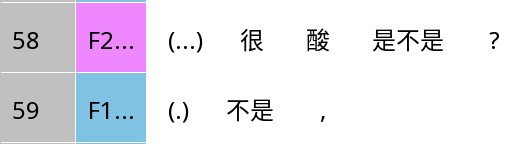 58 F2... (...) 很 酸 是不是 ?
59 F1... (.) 不是 ,